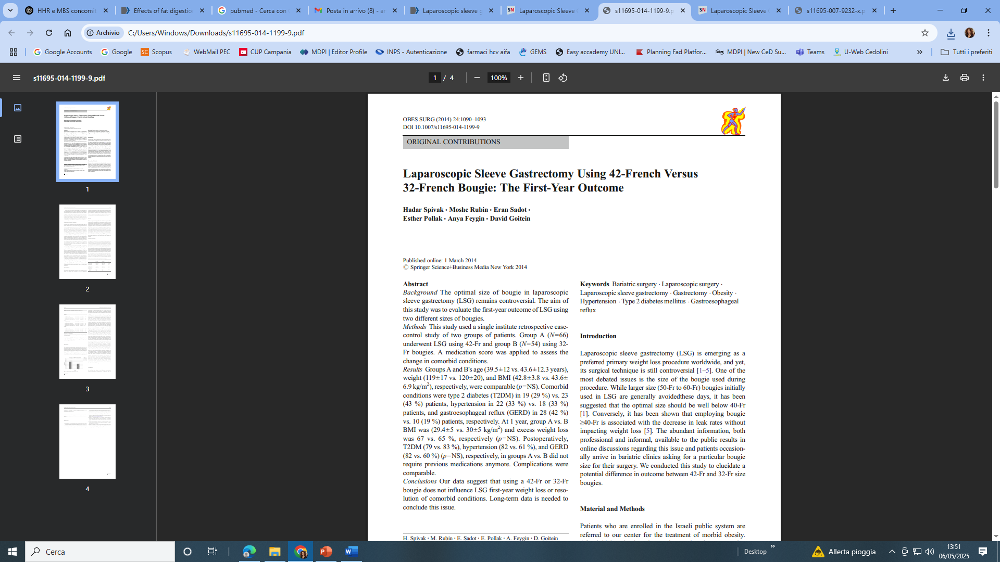 HHR e MBS concomit
Effects of fat digestio
pubmed - Cerca con
Posta in arrivo (8) - a
Laparoscopic sleeve g
SN Laparoscopic Sleeve
s11695-014-1199-9.p
SN Laparoscopic Sleeve
s11695-007-9232-x.p
Archivio C:/Users/Windows/Downloads/s11695-014-1199-9.pdf
Google Accounts
Google
SC Scopus
WebMail PEC
CUP Campania
MDPI | Editor Profile
INPS - Autenticazione
farmaci hcv aifa
GEMS
Easy accademy UNI...
Planning Fad Platfor...
MDPI | New CeD Su...
Teams
U-Web Cedolini
»
Tutti i preferiti
s11695-014-1199-9.pdf
1 / 4
100%
1
2
3
4
OBES SURG (2014) 24:1090–1093
DOI 10.1007/s11695-014-1199-9
ORIGINAL CONTRIBUTIONS
Laparoscopic Sleeve Gastrectomy Using 42-French Versus
32-French Bougie: The First-Year Outcome
Hadar Spivak · Moshe Rubin · Eran Sadot ·
Esther Pollak · Anya Feygin · David Goitein
Published online: 1 March 2014
© Springer Science+Business Media New York 2014
Abstract
Background The optimal size of bougie in laparoscopic
sleeve gastrectomy (LSG) remains controversial. The aim of
this study was to evaluate the first-year outcome of LSG using
two different sizes of bougies.
Methods This study used a single institute retrospective case-
control study of two groups of patients. Group A (N=66)
underwent LSG using 42-Fr and group B (N=54) using 32-
Fr bougies. A medication score was applied to assess the
change in comorbid conditions.
Results Groups A and B's age (39.5±12 vs. 43.6±12.3 years),
weight (119±17 vs. 120±20), and BMI (42.8±3.8 vs. 43.6±
6.9 kg/m²), respectively, were comparable (p=NS). Comorbid
conditions were type 2 diabetes (T2DM) in 19 (29 %) vs. 23
(43 %) patients, hypertension in 22 (33 %) vs. 18 (33 %)
patients, and gastroesophageal reflux (GERD) in 28 (42 %)
vs. 10 (19 %) patients, respectively. At 1 year, group A vs. B
BMI was (29.4±5 vs. 30±5 kg/m²) and excess weight loss
was 67 vs. 65 %, respectively (p=NS). Postoperatively,
T2DM (79 vs. 83 %), hypertension (82 vs. 61 %), and GERD
(82 vs. 60 %) (p=NS), respectively, in groups A vs. B did not
require previous medications anymore. Complications were
comparable.
Conclusions Our data suggest that using a 42-Fr or 32-Fr
bougie does not influence LSG first-year weight loss or reso-
lution of comorbid conditions. Long-term data is needed to
conclude this issue.
H. Spivak · M. Rubin · E. Sadot · E. Pollak · A. Feygin · D. Goitein
Keywords Bariatric surgery · Laparoscopic surgery ·
Laparoscopic sleeve gastrectomy · Gastrectomy · Obesity ·
Hypertension · Type 2 diabetes mellitus · Gastroesophageal
reflux
Introduction
Laparoscopic sleeve gastrectomy (LSG) is emerging as a
preferred primary weight loss procedure worldwide, and yet,
its surgical technique is still controversial [1–5]. One of the
most debated issues is the size of the bougie used during
procedure. While larger size (50-Fr to 60-Fr) bougies initially
used in LSG are generally avoidedthese days, it has been
suggested that the optimal size should be well below 40-Fr
[1]. Conversely, it has been shown that employing bougie
≥40-Fr is associated with the decrease in leak rates without
impacting weight loss [5]. The abundant information, both
professional and informal, available to the public results in
online discussions regarding this issue and patients occasion-
ally arrive in bariatric clinics asking for a particular bougie
size for their surgery. We conducted this study to elucidate a
potential difference in outcome between 42-Fr and 32-Fr size
bougies.
Material and Methods
Patients who are enrolled in the Israeli public system are
referred to our center for the treatment of morbid obesity.
Cerca
Desktop
»
Allerta pioggia
13:51
06/05/2025